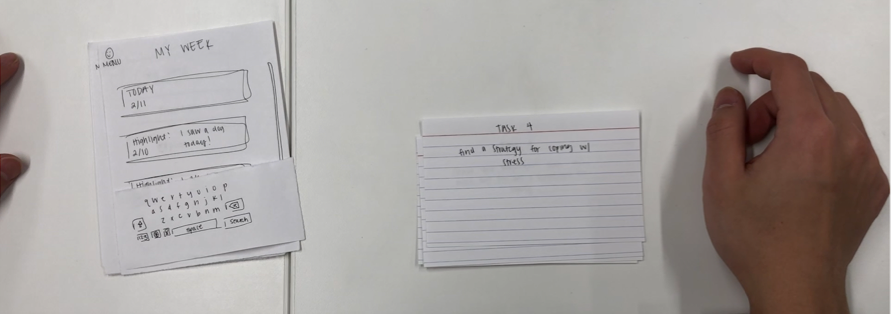 MENU
MY WEEK
TODAY
2/11
Highlight: I saw a dog
today!
2/10
Highlight:
q w e r t y u i o p
a s d f g h j k l
z x c v b n m
space
search
TASK 4
find a strategy for coping w/
stress